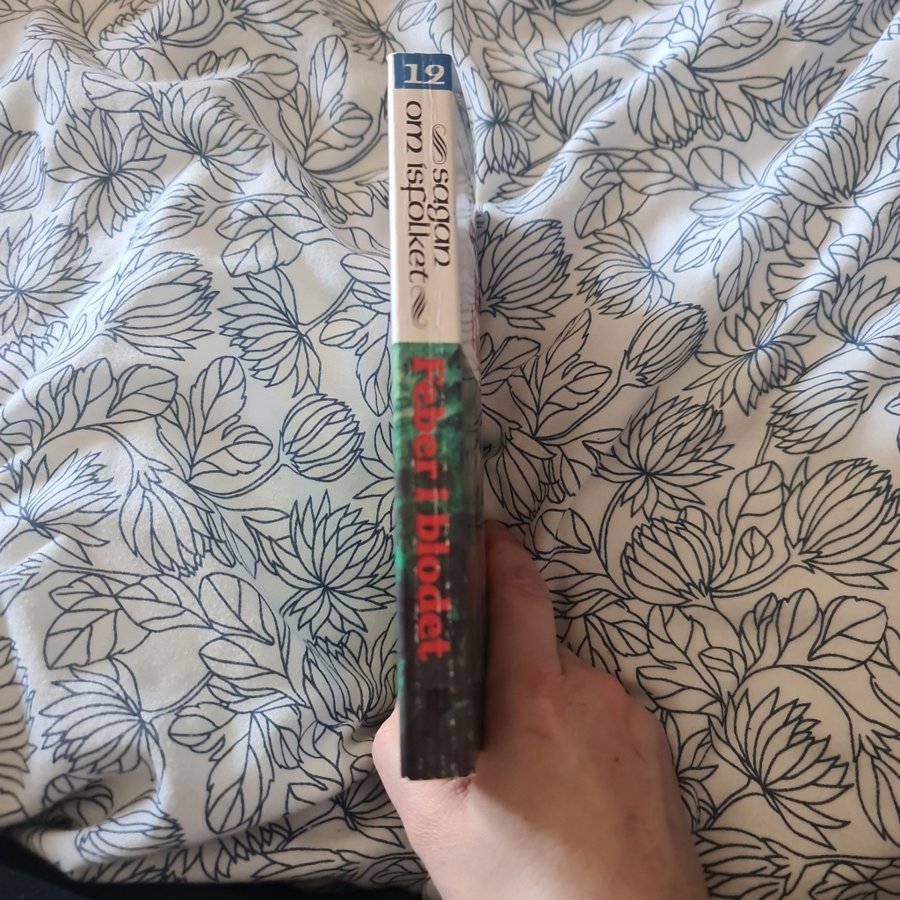 12
sagan
om isfolket
Feber i blodet